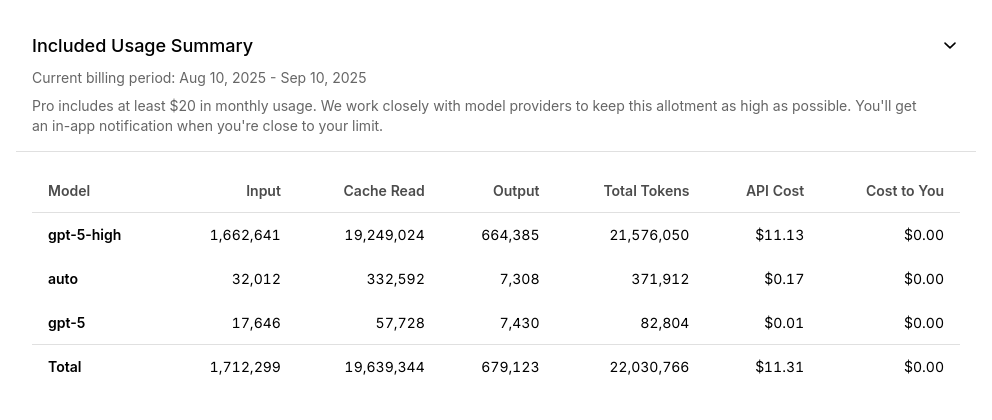 Included Usage Summary
Current billing period: Aug 10, 2025 - Sep 10, 2025
Pro includes at least $20 in monthly usage. We work closely with model providers to keep this allotment as high as possible. You'll get
an in-app notification when you're close to your limit.
Model Input Cache Read Output Total Tokens API Cost Cost to You
gpt-5-high 1,662,641 19,249,024 664,385 21,576,050 $11.13 $0.00
auto 32,012 332,592 7,308 371,912 $0.17 $0.00
gpt-5 17,646 57,728 7,430 82,804 $0.01 $0.00
Total 1,712,299 19,639,344 679,123 22,030,766 $11.31 $0.00